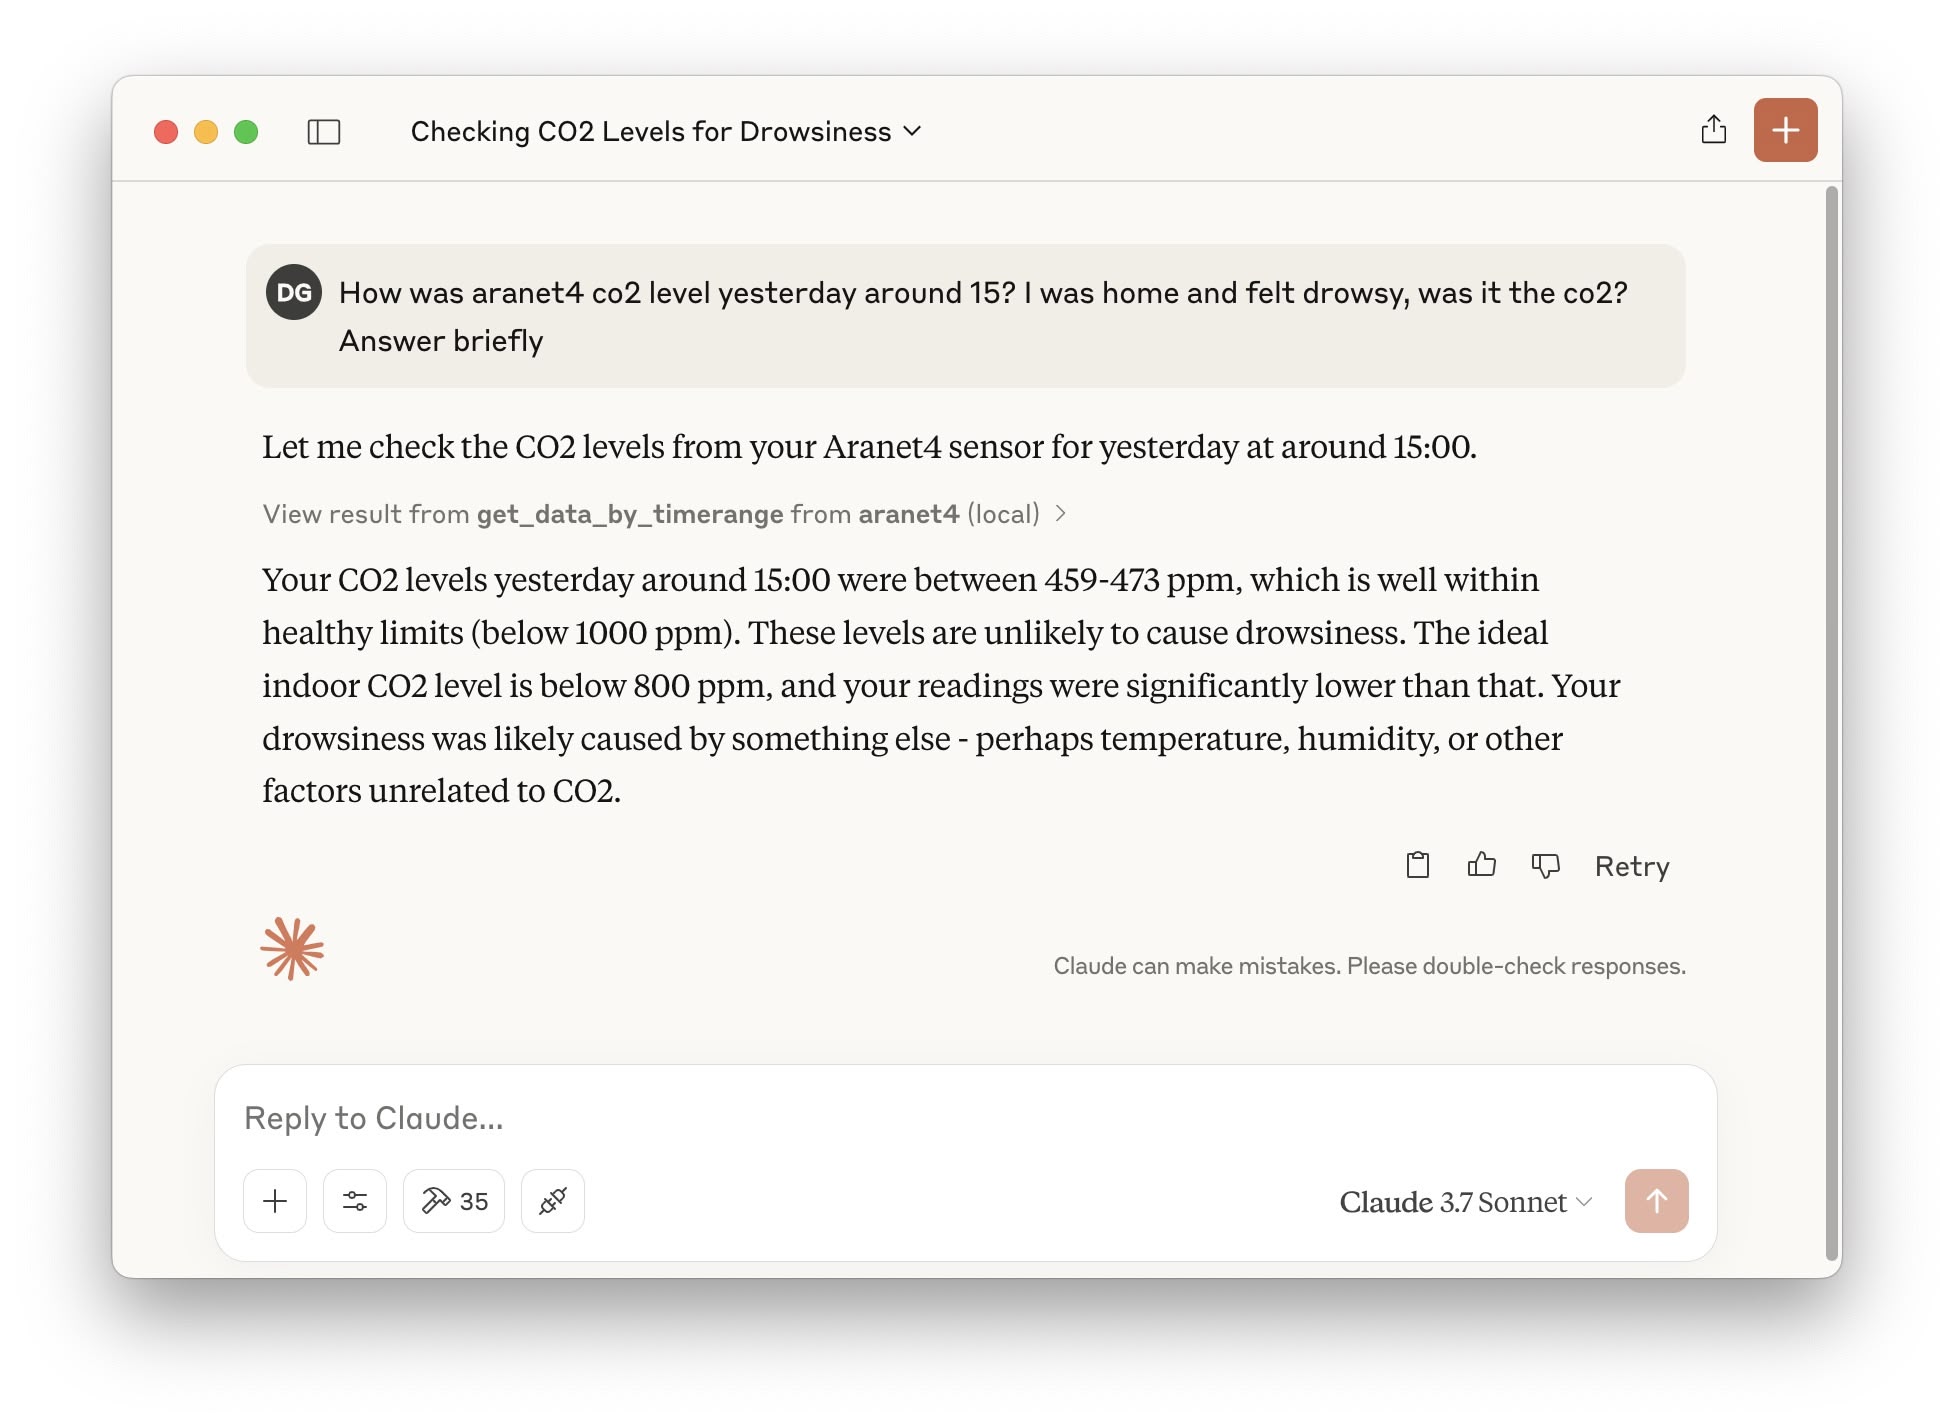 Checking CO2 Levels for Drowsiness
DG
How was aranet4 co2 level yesterday around 15? I was home and felt drowsy, was it the co2?
Answer briefly
Let me check the CO2 levels from your Aranet4 sensor for yesterday at around 15:00.
View result from get_data_by_timerange from aranet4 (local)
Your CO2 levels yesterday around 15:00 were between 459-473 ppm, which is well within
healthy limits (below 1000 ppm). These levels are unlikely to cause drowsiness. The ideal
indoor CO2 level is below 800 ppm, and your readings were significantly lower than that. Your
drowsiness was likely caused by something else - perhaps temperature, humidity, or other
factors unrelated to CO2.
Retry
Claude can make mistakes. Please double-check responses.
Reply to Claude...
35
Claude 3.7 Sonnet